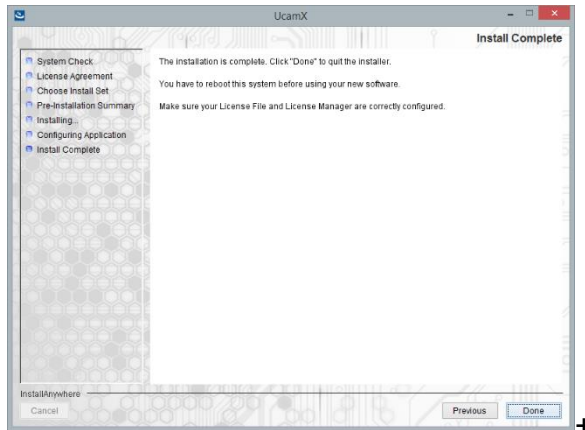 UcamX
Install Complete
System Check
License Agreement
Choose Install Set
Pre-Installation Summary
Installing...
Configuring Application
Install Complete
The installation is complete. Click "Done" to quit the installer.
You have to reboot this system before using your new software.
Make sure your License File and License Manager are correctly configured.
InstallAnywhere
Cancel
Previous
Done